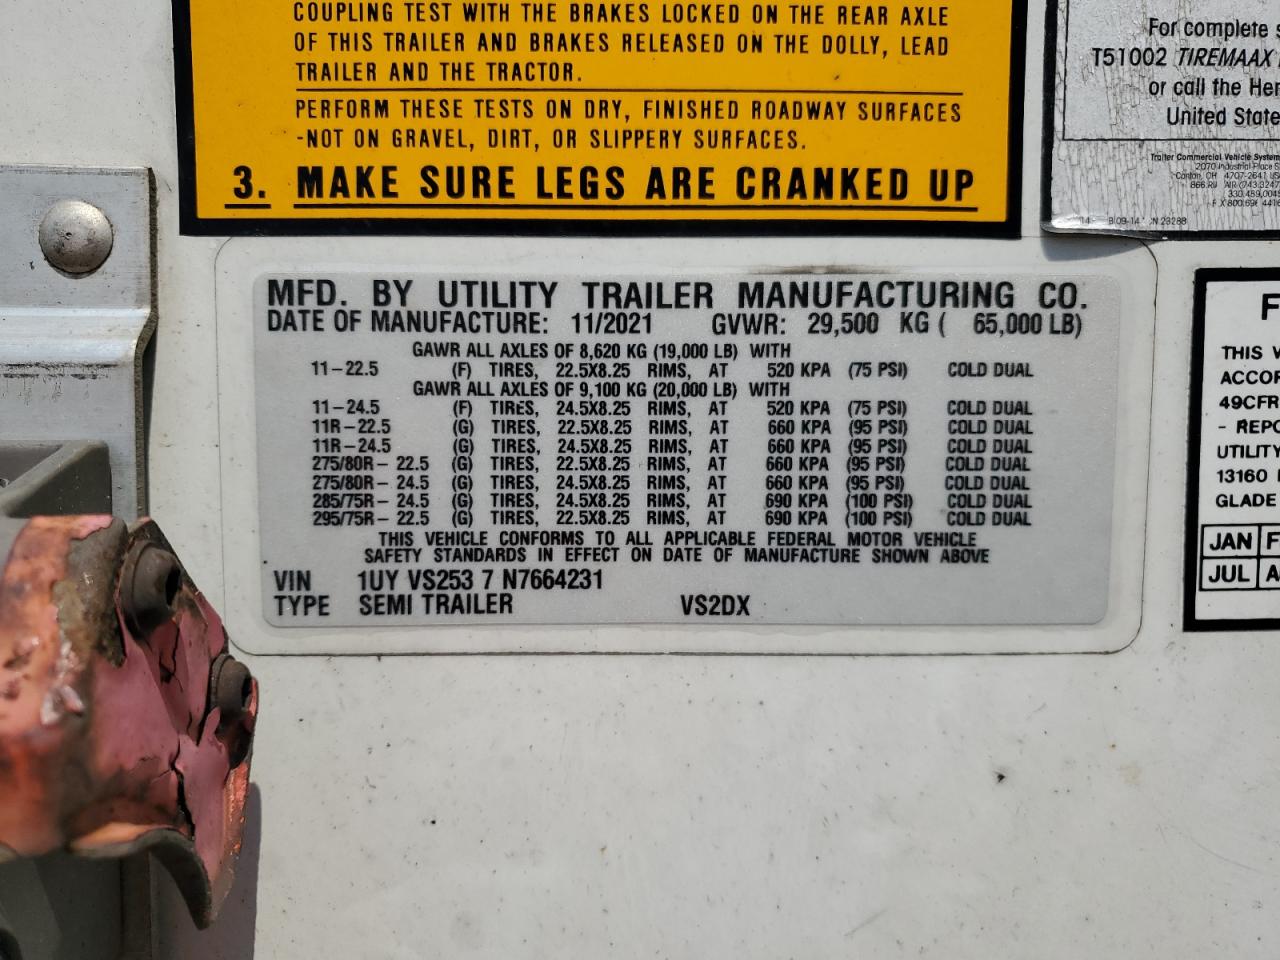 COUPLING TEST WITH THE BRAKES LOCKED ON THE REAR AXLE
OF THIS TRAILER AND BRAKES RELEASED ON THE DOLLY, LEAD
TRAILER AND THE TRACTOR.
PERFORM THESE TESTS ON DRY, FINISHED ROADWAY SURFACES
-NOT ON GRAVEL, DIRT, OR SLIPPERY SURFACES.
3. MAKE SURE LEGS ARE CRANKED UP
For complete
T51002 TIREMAAX
or call the
United State
Trailer Commercial Vehicle System
2070 Industrial Place
MFD. BY UTILITY TRAILER MANUFACTURING CO.
DATE OF MANUFACTURE: 11/2021 GVWR: 29,500 KG ( 65,000 LB)
GAWR ALL AXLES OF 8,620 KG (19,000 LB) WITH
11-22.5 (F) TIRES, 22.5X8.25 RIMS, AT 520 KPA (75 PSI) COLD DUAL
GAWR ALL AXLES OF 9,100 KG (20,000 LB) WITH
11-24.5 (F) TIRES, 24.5X8.25 RIMS, AT 520 KPA (75 PSI) COLD DUAL
11R-22.5 (G) TIRES, 22.5X8.25 RIMS, AT 660 KPA (95 PSI) COLD DUAL
11R-24.5 (G) TIRES, 24.5X8.25 RIMS, AT 660 KPA (95 PSI) COLD DUAL
275/80R- 22.5 (G) TIRES, 22.5X8.25 RIMS, AT 660 KPA (95 PSI) COLD DUAL
275/80R- 24.5 (G) TIRES, 24.5X8.25 RIMS, AT 660 KPA (95 PSI) COLD DUAL
285/75R- 24.5 (G) TIRES, 24.5X8.25 RIMS, AT 690 KPA (100 PSI) COLD DUAL
295/75R- 22.5 (G) TIRES, 22.5X8.25 RIMS, AT 690 KPA (100 PSI) COLD DUAL
THIS VEHICLE CONFORMS TO ALL APPLICABLE FEDERAL MOTOR VEHICLE
SAFETY STANDARDS IN EFFECT ON DATE OF MANUFACTURE SHOWN ABOVE
VIN 1UY VS253 7 N7664231
TYPE SEMI TRAILER VS2DX
THIS
ACCOR
49CFR
- REPO
UTILITY
13160
GLADE
JAN F
JUL A